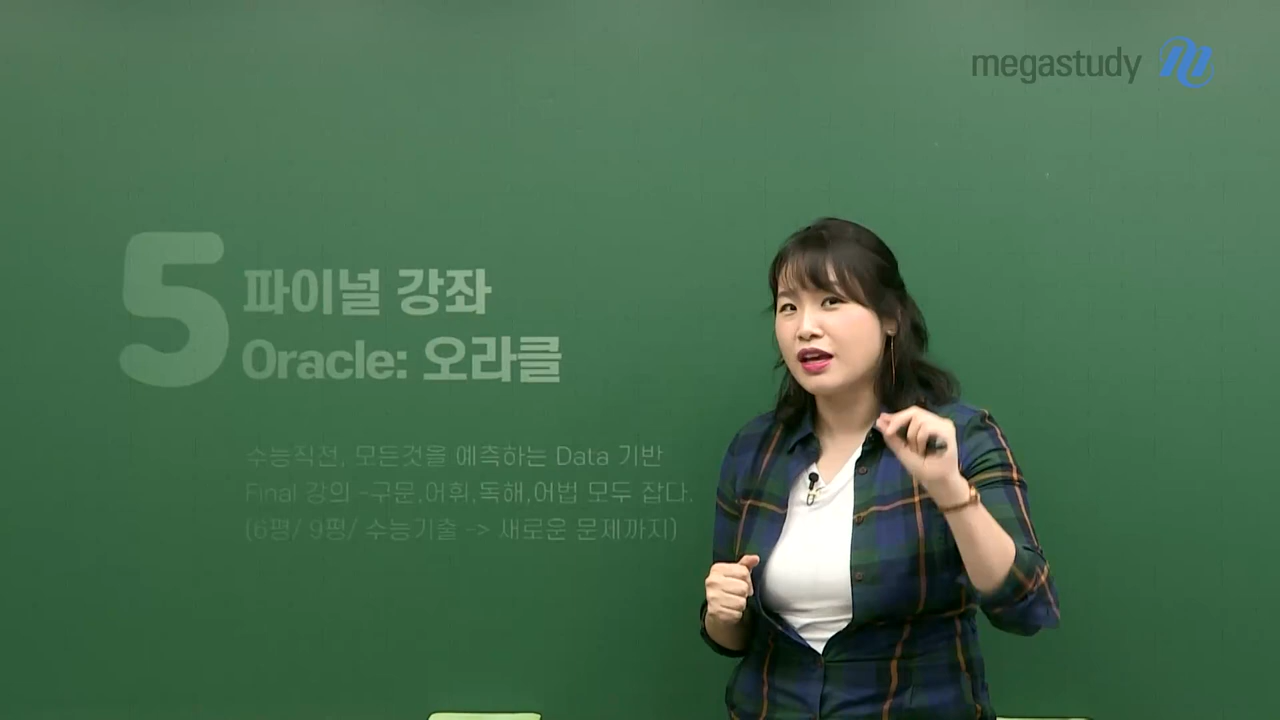 megastudy
5
파이널 강좌
Oracle: 오라클
수능직전, 모든것을 예측하는 Data 기반
Final 강의 -구문,어휘,독해,어법 모두 잡다.
(6평/ 9평/ 수능기출 -> 새로운 문제까지)